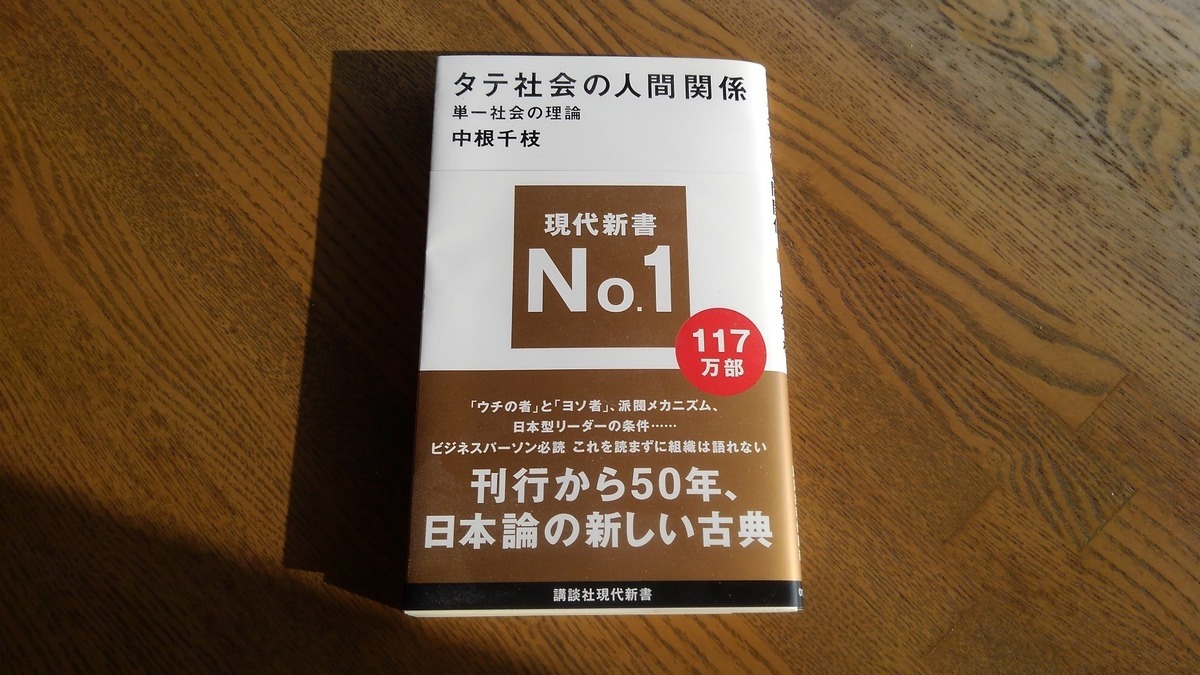 タテ社会の人間関係
単一社会の理論
中根千枝
現代新書
No.1
117
万部
「ウチの者」と「ヨソ者」、派閥メカニズム、
日本型リーダーの条件……
ビジネスパーソン必読 これを読まずに組織は語れない
刊行から50年、
日本論の新しい古典
講談社現代新書